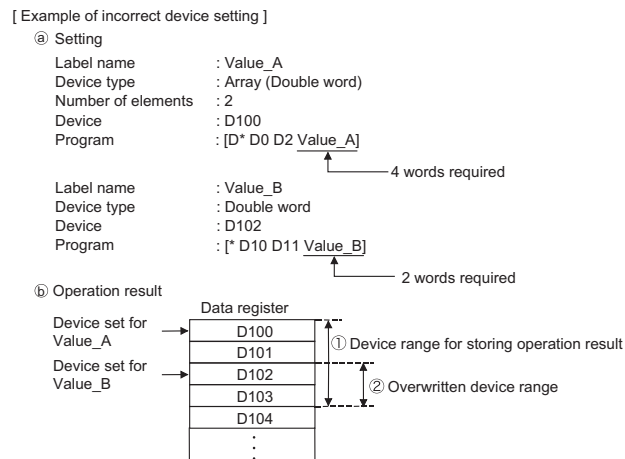 [ Example of incorrect device setting ]
ⓐ Setting
Label name : Value_A
Device type : Array (Double word)
Number of elements : 2
Device : D100
Program : [D* D0 D2 Value_A]
4 words required
Label name : Value_B
Device type : Double word
Device : D102
Program : [* D10 D11 Value_B]
2 words required
ⓑ Operation result
Data register
Device set for
Value_A
D100
① Device range for storing operation result
D101
Device set for
Value_B
D102
② Overwritten device range
D103
D104